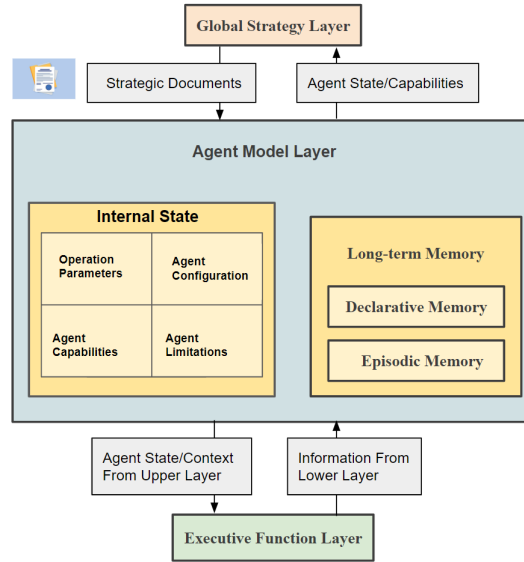 Global Strategy Layer
Strategic Documents
Agent State/Capabilities
Agent Model Layer
Internal State
Operation
Parameters
Agent
Configuration
Agent
Capabilities
Agent
Limitations
Long-term Memory
Declarative Memory
Episodic Memory
Agent State/Context
From Upper Layer
Information From
Lower Layer
Executive Function Layer